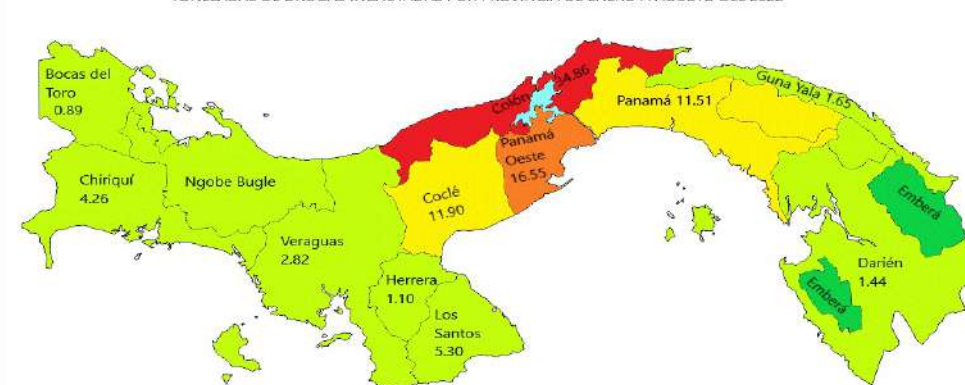 Bocas del
Toro
0.89
Chiriquí
4.26
Ngobe Bugle
Veraguas
2.82
Herrera
1.10
Los
Santos
5.30
Coclé
11.90
Colón 34.86
Panamá
Oeste
16.55
Panamá 11.51
Guna Yala 1.65
Emberá
Darién
1.44
Emberá